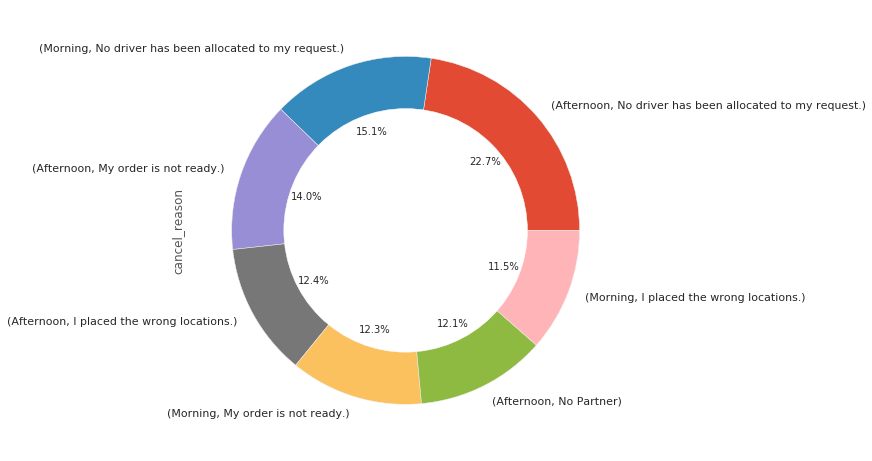 (Morning, No driver has been allocated to my request.)
(Afternoon, No driver has been allocated to my request.)
15.1%
22.7%
(Afternoon, My order is not ready.)
14.0%
cancel_reason
11.5%
12.4%
(Morning, I placed the wrong locations.)
(Afternoon, I placed the wrong locations.)
12.3%
12.1%
(Afternoon, No Partner)
(Morning, My order is not ready.)